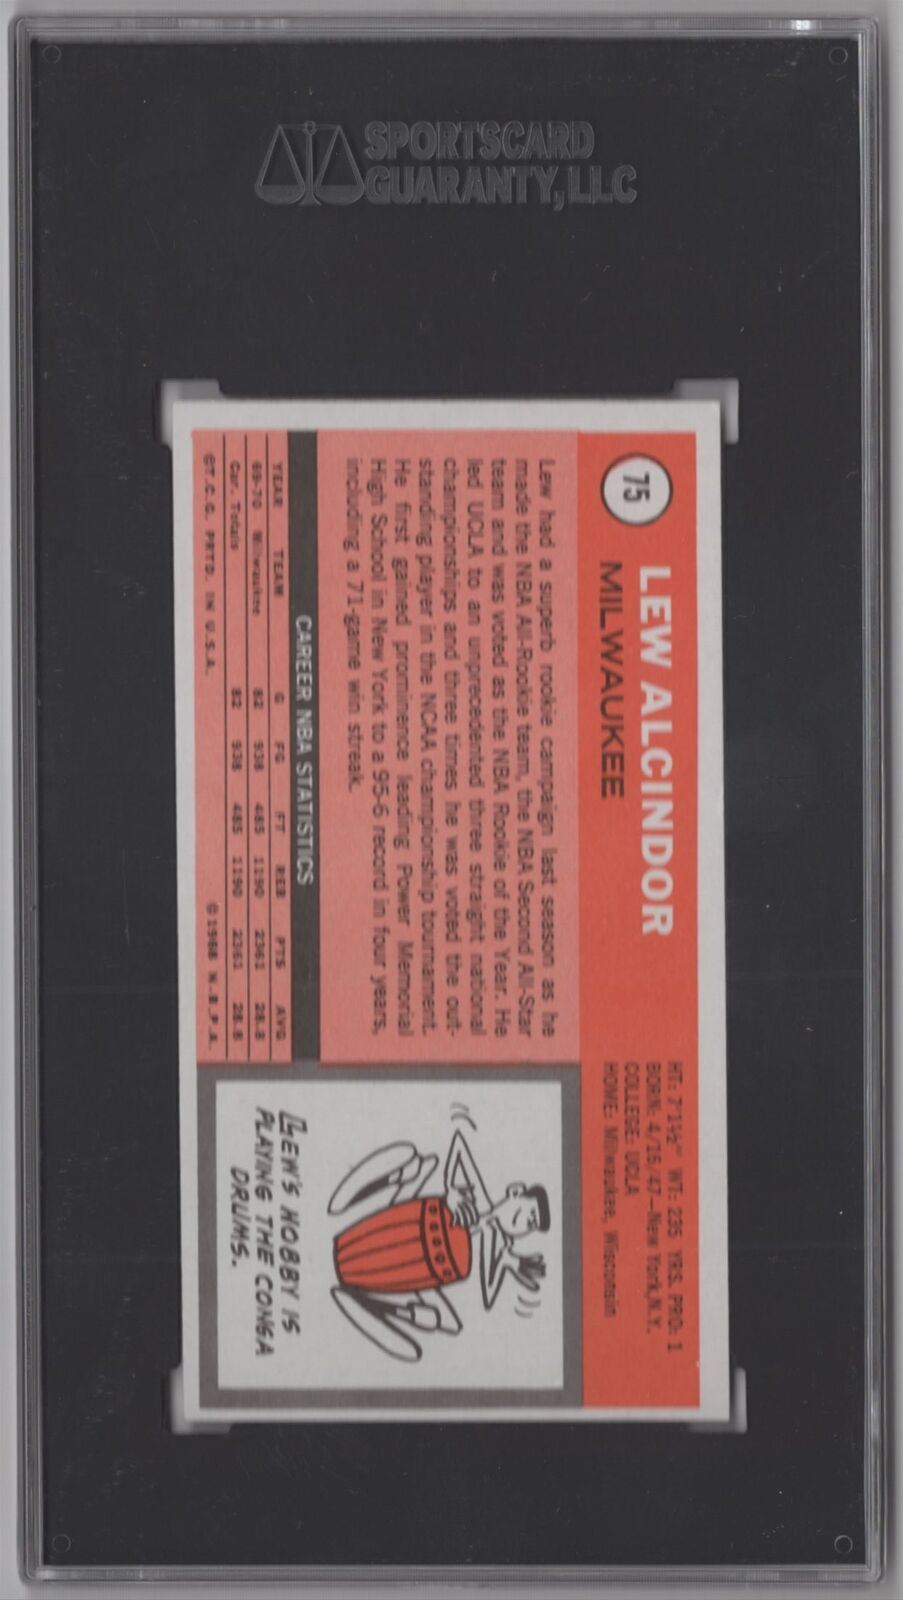 SPORTSCARD
GUARANTY, LLC
75
LEW ALCINDOR
MILWAUKEE
HT: 7'1½" WT: 235 YRS. PRO: 1
BORN: 4/16/47—New York, N.Y.
COLLEGE: UCLA
HOME: Milwaukee, Wisconsin
Lew had a superb rookie campaign last season as he
made the NBA All-Rookie team, the NBA Second All-Star
team and was voted as the NBA Rookie of the Year. He
led UCLA to an unprecedented three straight national
championships and three times he was voted the out-
standing player in the NCAA championship tournament.
He first gained prominence leading Power Memorial
High School in New York to a 95-6 record in four years,
including a 71-game win streak.
CAREER NBA STATISTICS
YEAR TEAM G FG FT REB PTS AVG
69-70 Milwaukee 82 938 485 1190 2361 28.8
Car. Totals 82 938 485 1190 2361 28.8
©T.C.G. PRTD. IN U.S.A. ©1968 N.B.P.A.
LEW'S HOBBY IS
PLAYING THE CONGA
DRUMS.